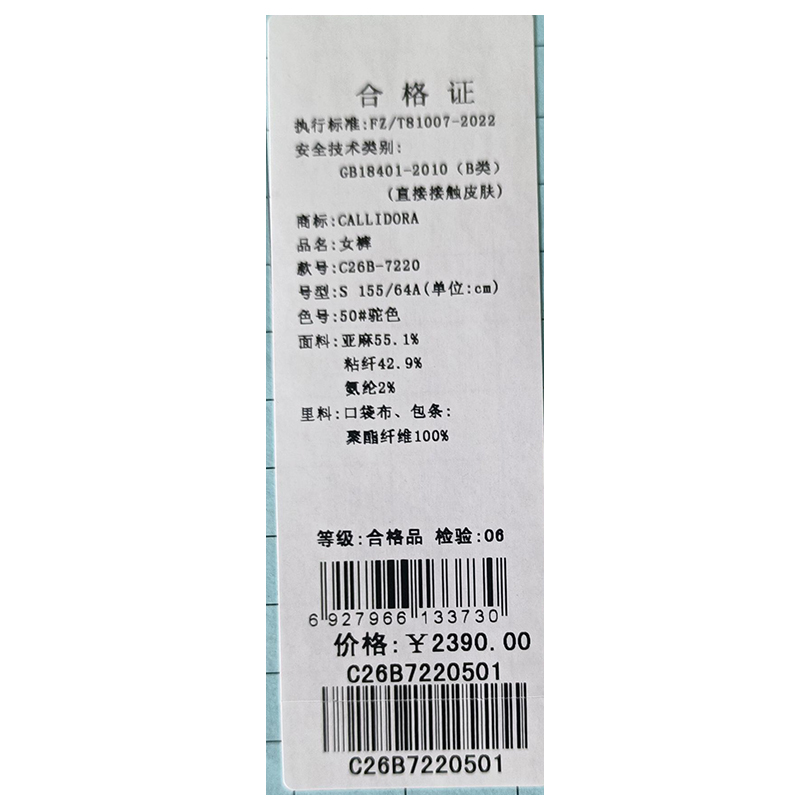 合格证
执行标准:FZ/T81007-2022
安全技术类别:
GB18401-2010（B类）
(直接接触皮肤)
商标:CALLIDORA
品名:女裤
款号:C26B-7220
号型:S 155/64A(单位:cm)
色号:50#驼色
面料:亚麻55.1%
粘纤42.9%
氨纶2%
里料:口袋布、包条:
聚酯纤维100%
等级:合格品 检验:06
6 927966 133730
价格:￥2390.00
C26B7220501
C26B7220501